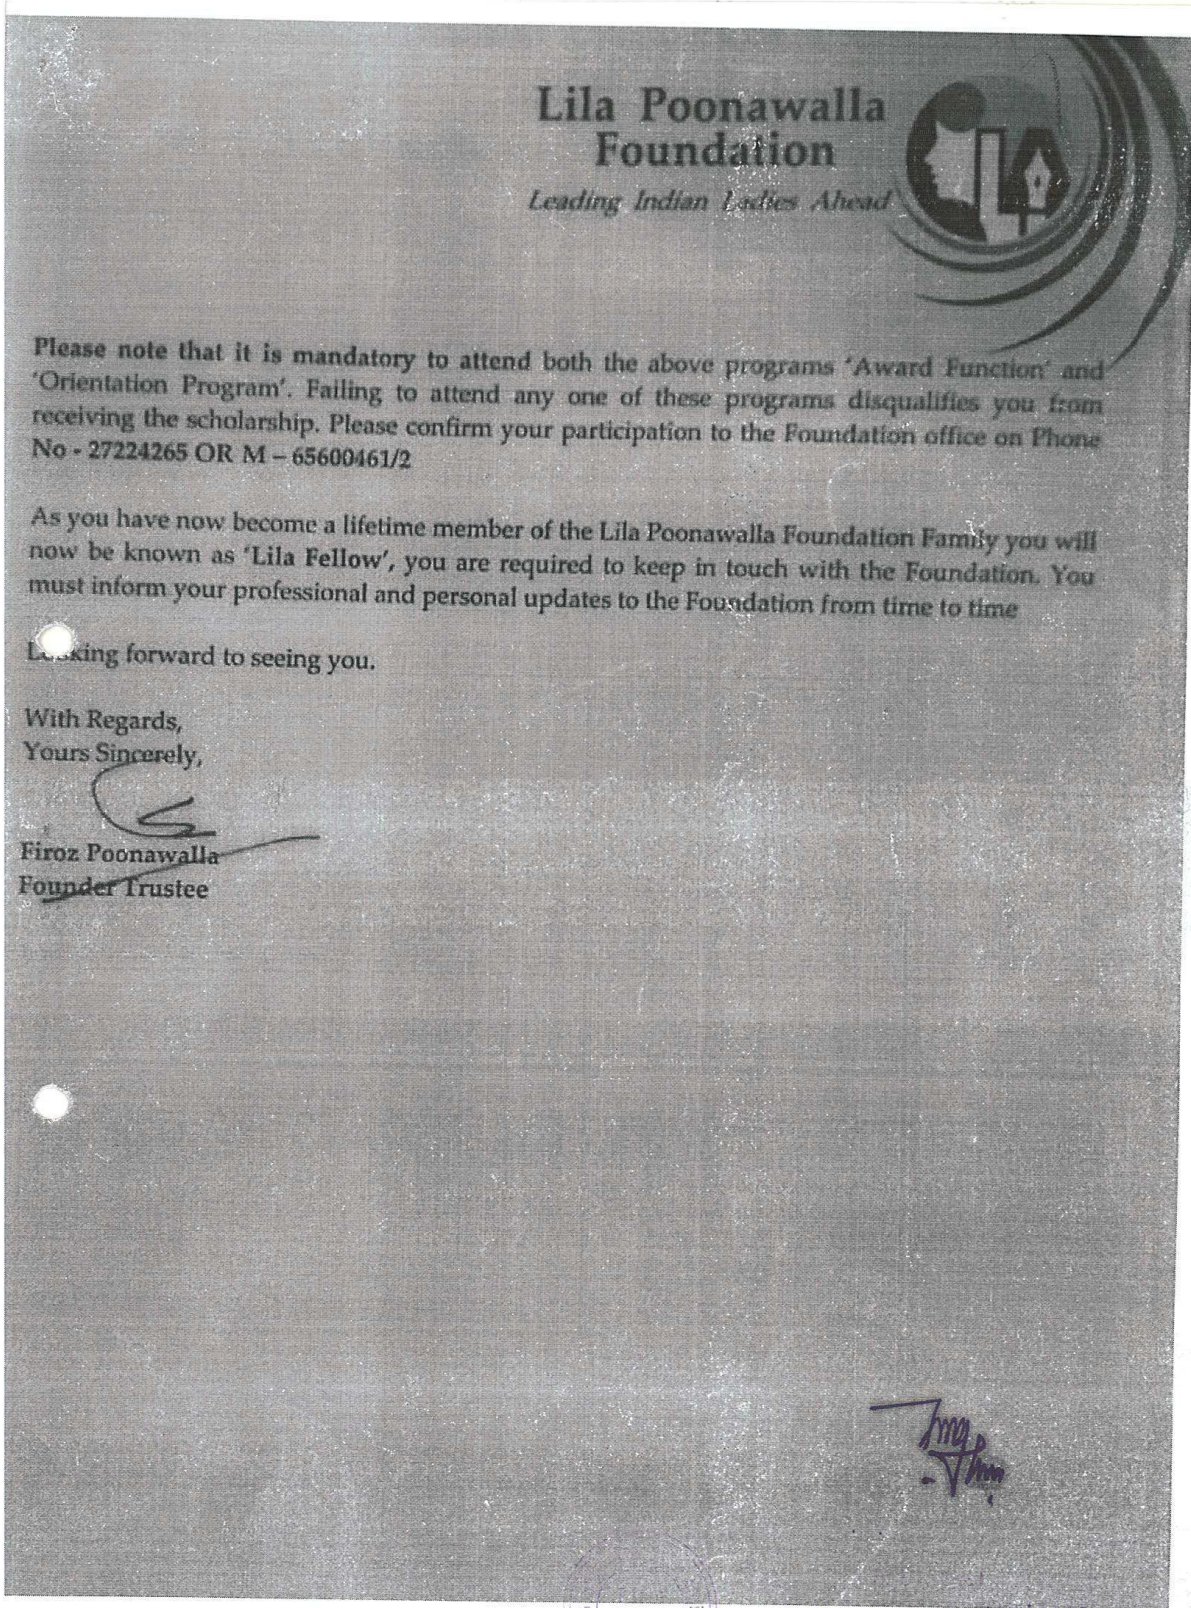 Lila Poonawalla
Foundation
Leading Indian Ladies Ahead
Please note that it is mandatory to attend both the above programs 'Award Function' and
'Orientation Program'. Failing to attend any one of these programs disqualifies you from
receiving the scholarship. Please confirm your participation to the Foundation office on Phone
No - 27224265 OR M – 65600461/2
As you have now become a lifetime member of the Lila Poonawalla Foundation Family you will
now be known as 'Lila Fellow', you are required to keep in touch with the Foundation. You
must inform your professional and personal updates to the Foundation from time to time
Looking forward to seeing you.
With Regards,
Yours Sincerely,
Firoz Poonawalla
Founder Trustee